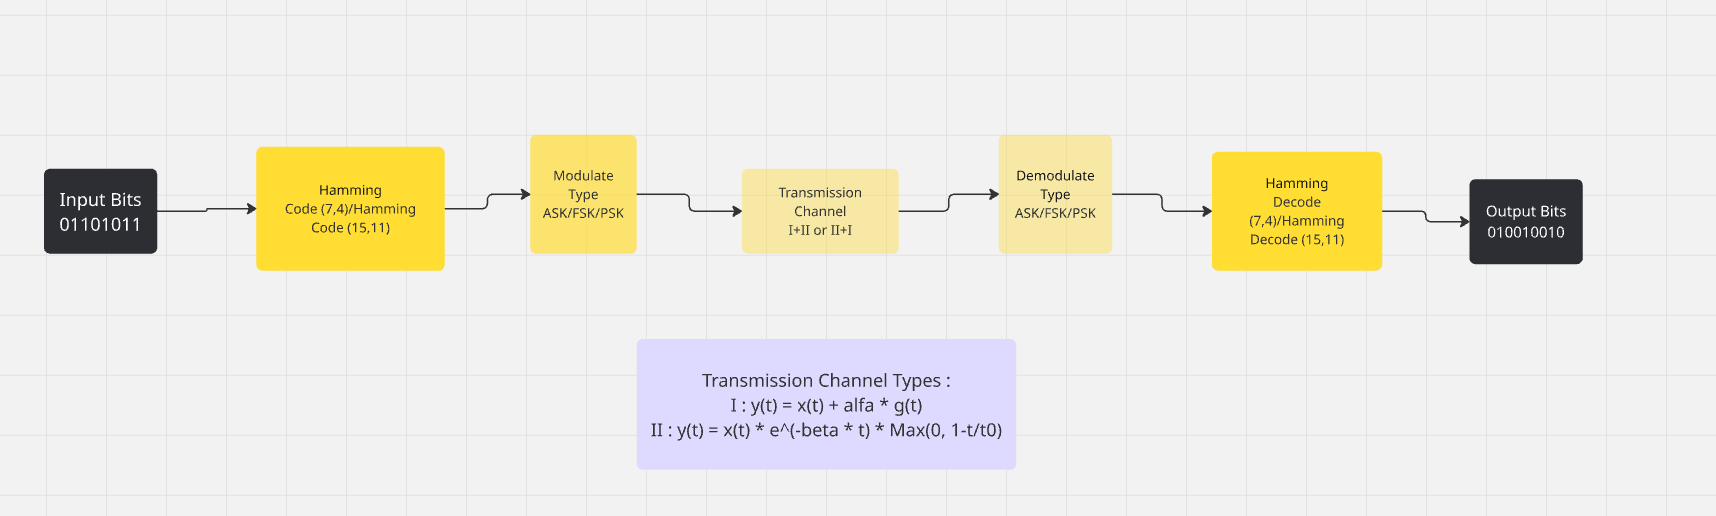 Input Bits
01101011
Hamming
Code (7,4)/Hamming
Code (15,11)
Modulate
Type
ASK/FSK/PSK
Transmission
Channel
I+II or II+I
Demodulate
Type
ASK/FSK/PSK
Hamming
Decode
(7,4)/Hamming
Decode (15,11)
Output Bits
010010010
Transmission Channel Types :
I : y(t) = x(t) + alfa * g(t)
II : y(t) = x(t) * e^(-beta * t) * Max(0, 1-t/t0)